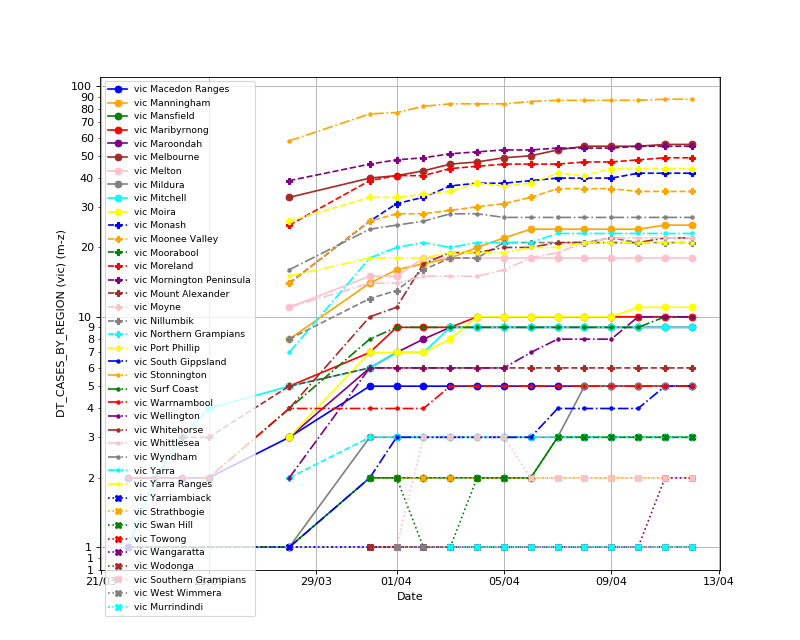 DT_CASES_BY_REGION (vic) (m-z)
100
90
80
70
60
50
40
30
20
10
9
8
7
6
5
4
3
2
1
1
vic Macedon Ranges
vic Manningham
vic Mansfield
vic Maribyrnong
vic Maroondah
vic Melbourne
vic Melton
vic Mildura
vic Mitchell
vic Moira
vic Monash
vic Moonee Valley
vic Moorabool
vic Moreland
vic Mornington Peninsula
vic Mount Alexander
vic Moyne
vic Nillumbik
vic Northern Grampians
vic Port Phillip
vic South Gippsland
vic Stonnington
vic Surf Coast
vic Warrnambool
vic Wellington
vic Whitehorse
vic Whittlesea
vic Wyndham
vic Yarra
vic Yarra Ranges
vic Yarriambiack
vic Strathbogie
vic Swan Hill
vic Towong
vic Wangaratta
vic Wodonga
vic Southern Grampians
vic West Wimmera
vic Murrindindi
21/03 29/03 01/04 05/04 09/04 13/04
Date